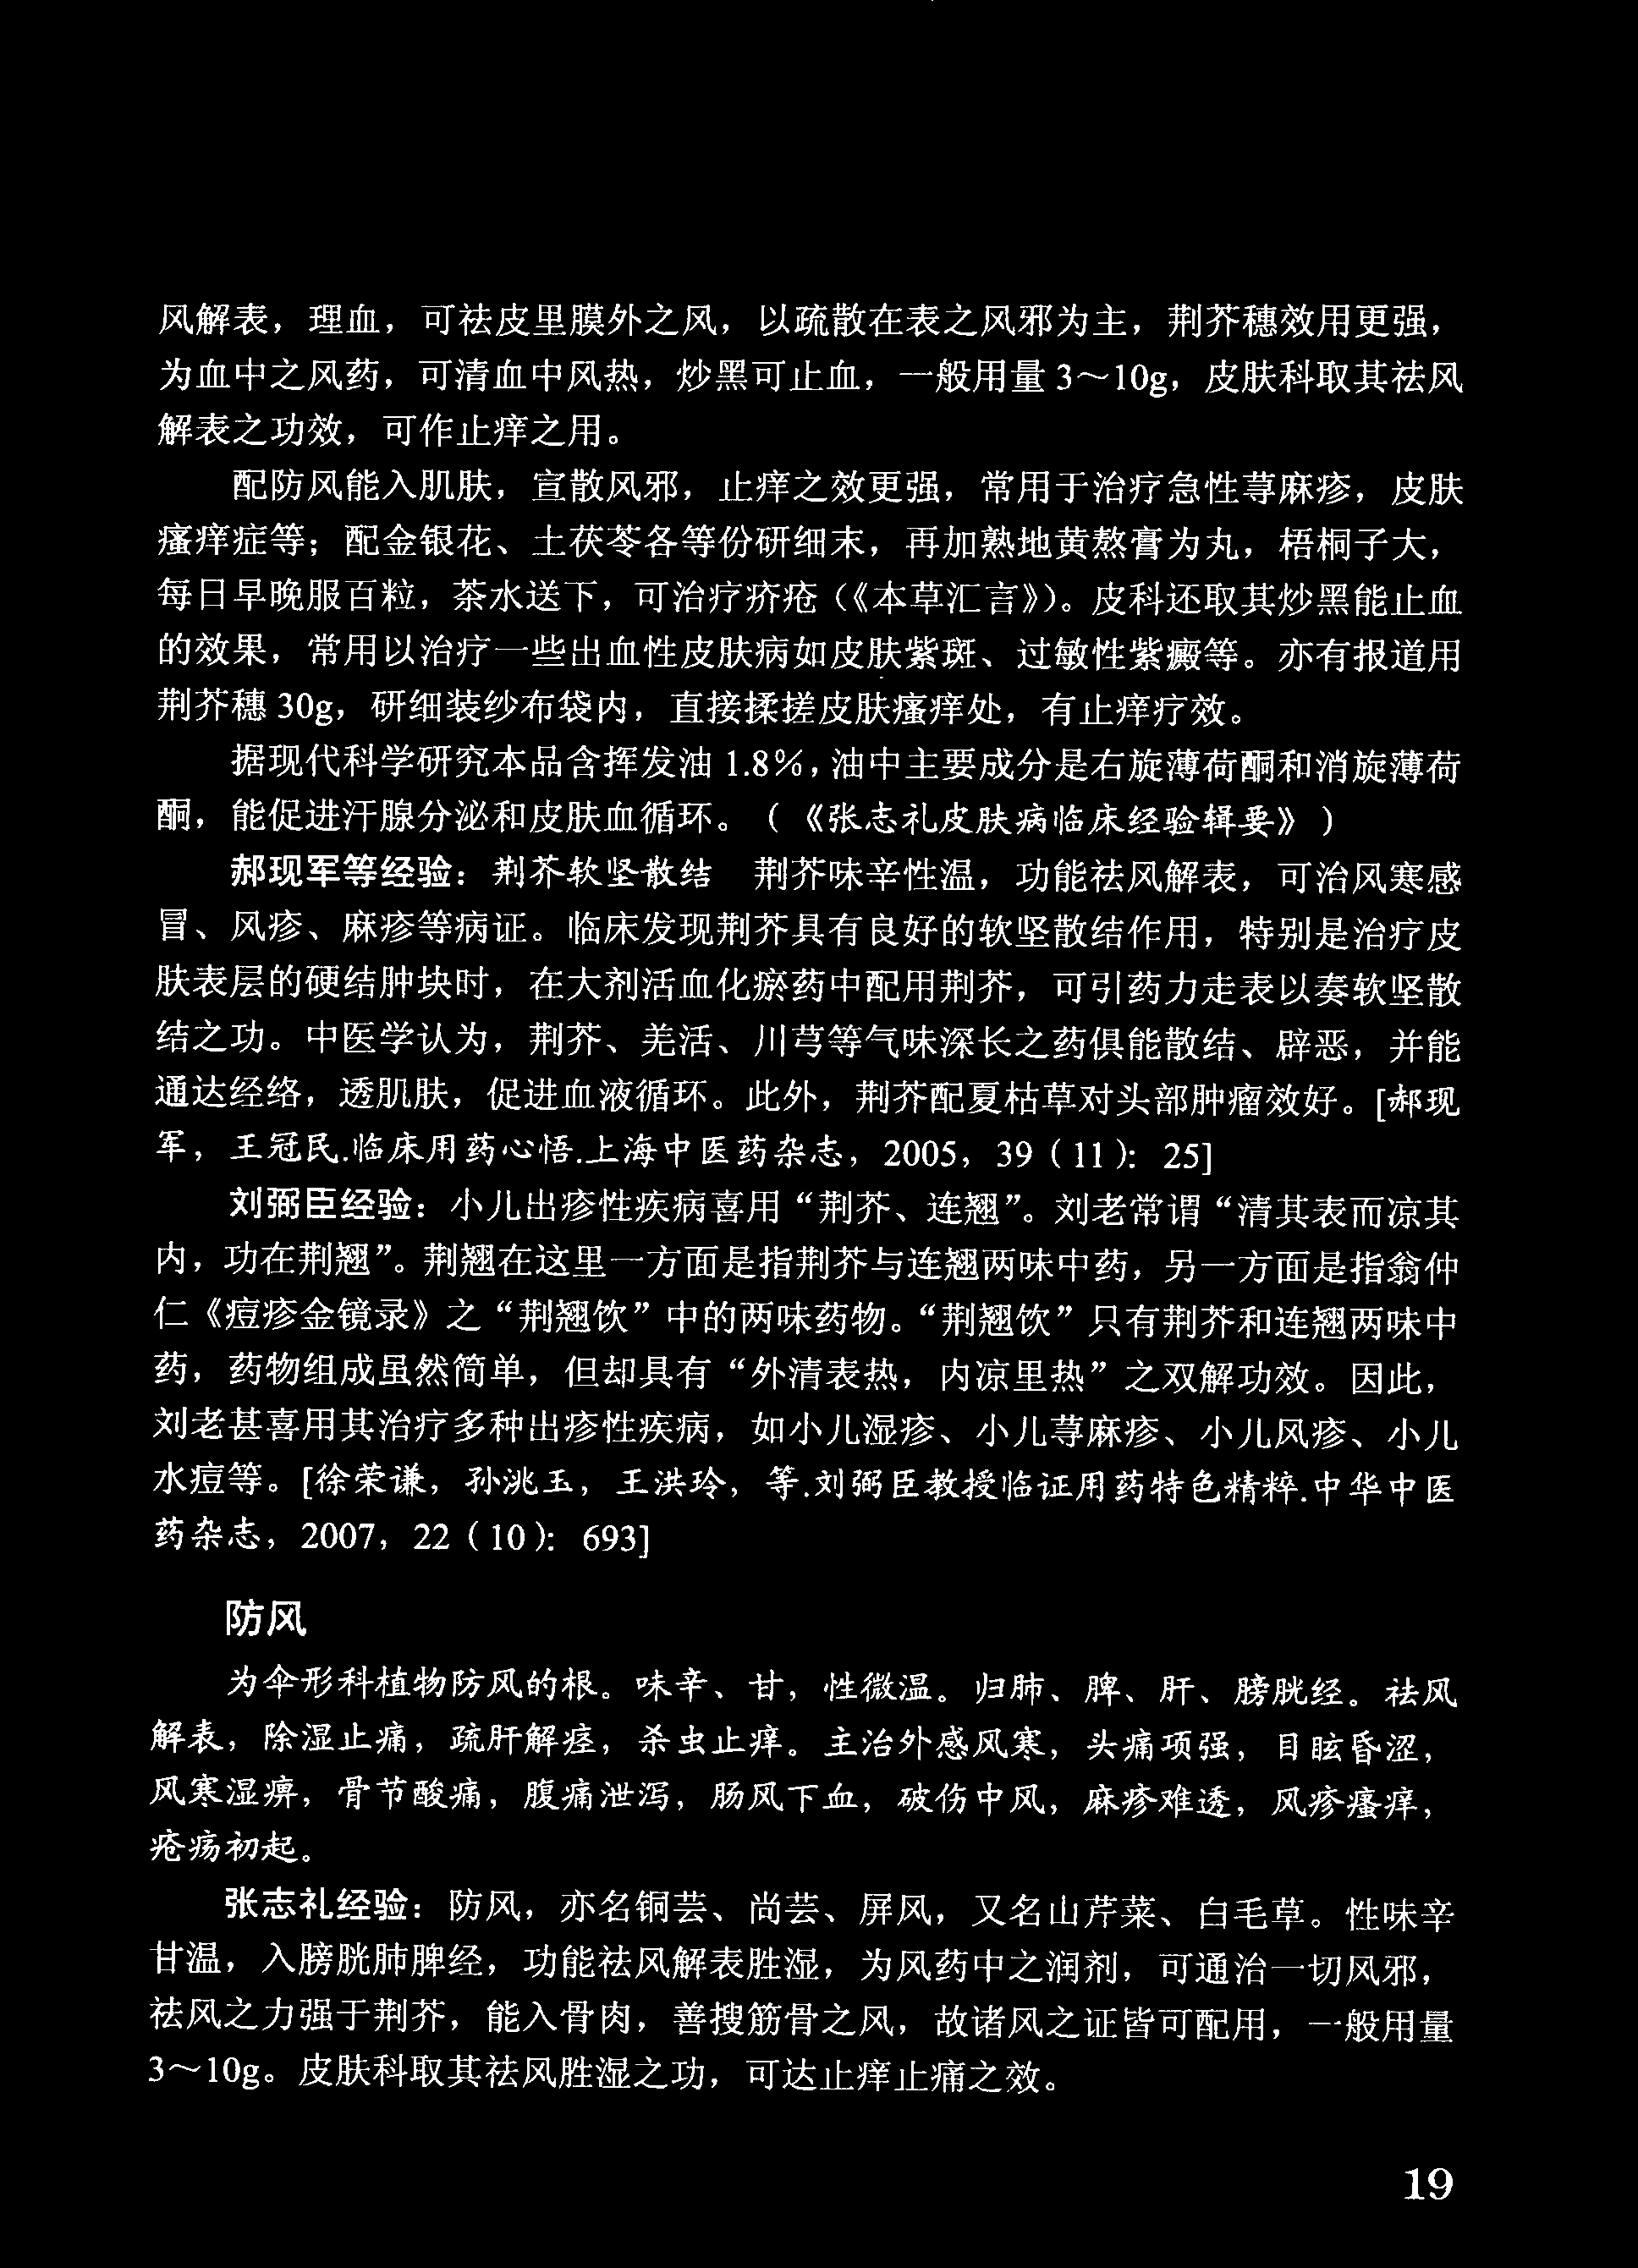 风解表，理血，可祛皮里膜外之风，以疏散在表之风邪为主，荆芥穗效用更强，
为血中之风药，可清血中风热，炒黑可止血，一般用量 3～10g，皮肤科取其祛风
解表之功效，可作止痒之用。
配防风能入肌肤，宣散风邪，止痒之效更强，常用于治疗急性荨麻疹，皮肤
瘙痒症等；配金银花、土茯苓各等份研细末，再加熟地黄熬膏为丸，梧桐子大，
每日早晚服百粒，茶水送下，可治疗疥疮（《本草汇言》）。皮科还取其炒黑能止血
的效果，常用以治疗一些出血性皮肤病如皮肤紫斑、过敏性紫癜等。亦有报道用
荆芥穗 30g，研细装纱布袋内，直接揉搓皮肤瘙痒处，有止痒疗效。
据现代科学研究本品含挥发油 1.8%，油中主要成分是右旋薄荷酮和消旋薄荷
酮，能促进汗腺分泌和皮肤血循环。（《张志礼皮肤病临床经验辑要》）
郝现军等经验：荆芥软坚散结　荆芥味辛性温，功能祛风解表，可治风寒感
冒、风疹、麻疹等病证。临床发现荆芥具有良好的软坚散结作用，特别是治疗皮
肤表层的硬结肿块时，在大剂活血化瘀药中配用荆芥，可引药力走表以奏软坚散
结之功。中医学认为，荆芥、羌活、川芎等气味深长之药俱能散结、辟恶，并能
通达经络，透肌肤，促进血液循环。此外，荆芥配夏枯草对头部肿瘤效好。[郝现
军，王冠民.临床用药心悟.上海中医药杂志，2005，39（11）：25]
刘弼臣经验：小儿出疹性疾病喜用“荆芥、连翘”。刘老常谓“清其表而凉其
内，功在荆翘”。荆翘在这里一方面是指荆芥与连翘两味中药，另一方面是指翁仲
仁《痘疹金镜录》之“荆翘饮”中的两味药物。“荆翘饮”只有荆芥和连翘两味中
药，药物组成虽然简单，但却具有“外清表热，内凉里热”之双解功效。因此，
刘老甚喜用其治疗多种出疹性疾病，如小儿湿疹、小儿荨麻疹、小儿风疹、小儿
水痘等。[徐荣谦，孙洮玉，王洪玲，等.刘弼臣教授临证用药特色精粹.中华中医
药杂志，2007，22（10）：693]
防风
为伞形科植物防风的根。味辛、甘，性微温。归肺、脾、肝、膀胱经。祛风
解表，除湿止痛，疏肝解痉，杀虫止痒。主治外感风寒，头痛项强，目眩昏涩，
风寒湿痹，骨节酸痛，腹痛泄泻，肠风下血，破伤中风，麻疹难透，风疹瘙痒，
疮疡初起。
张志礼经验：防风，亦名铜芸、尚芸、屏风，又名山芹菜、白毛草。性味辛
甘温，入膀胱肺脾经，功能祛风解表胜湿，为风药中之润剂，可通治一切风邪，
祛风之力强于荆芥，能入骨肉，善搜筋骨之风，故诸风之证皆可配用，一般用量
3～10g。皮肤科取其祛风胜湿之功，可达止痒止痛之效。
19